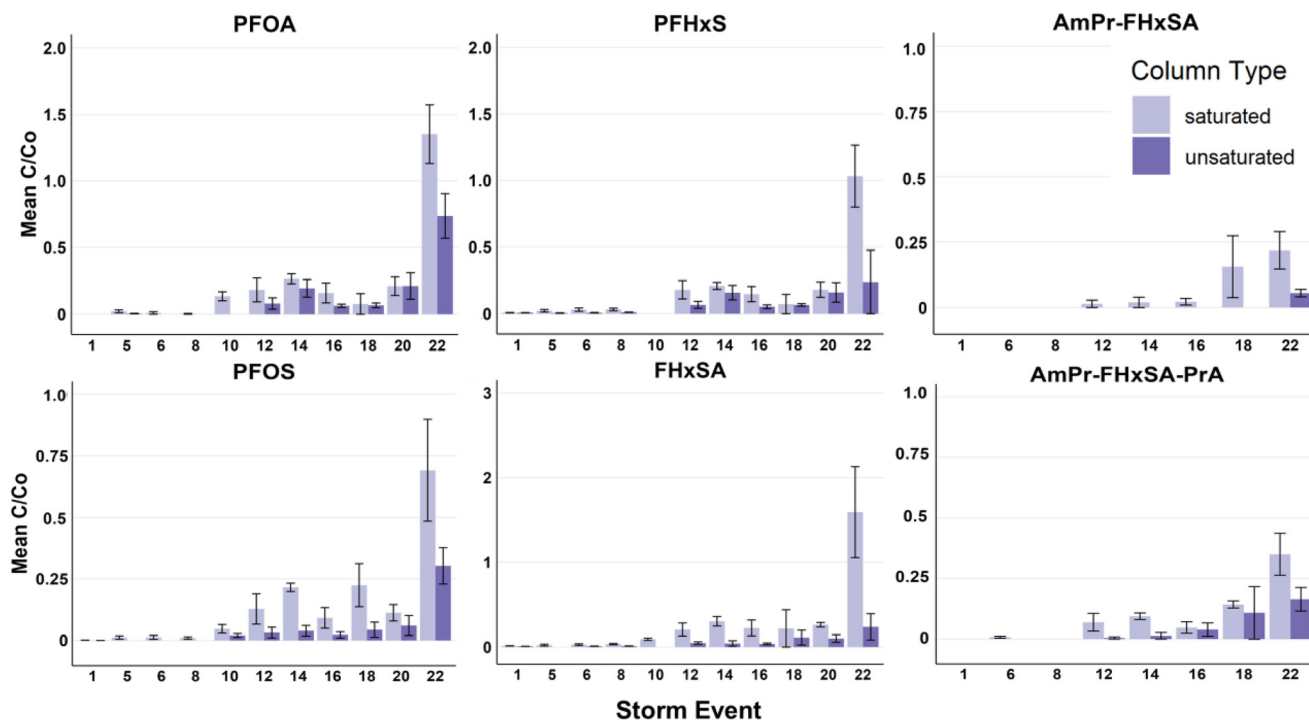 PFOA
PFHxS
AmPr-FHxSA
Mean C/Co
2.0
1.5
1.0
0.5
0
1 5 6 8 10 12 14 16 18 20 22
2.0
1.5
1.0
0.5
0
1 5 6 8 10 12 14 16 18 20 22
1.0
0.75
0.5
0.25
0
1 6 8 12 14 16 18 22
Column Type
saturated
unsaturated
PFOS
FHxSA
AmPr-FHxSA-PrA
Mean C/Co
1.0
0.75
0.5
0.25
0
1 5 6 8 10 12 14 16 18 20 22
3
2
1
0
1 5 6 8 10 12 14 16 18 20 22
1.0
0.75
0.5
0.25
0
1 6 8 12 14 16 18 22
Storm Event